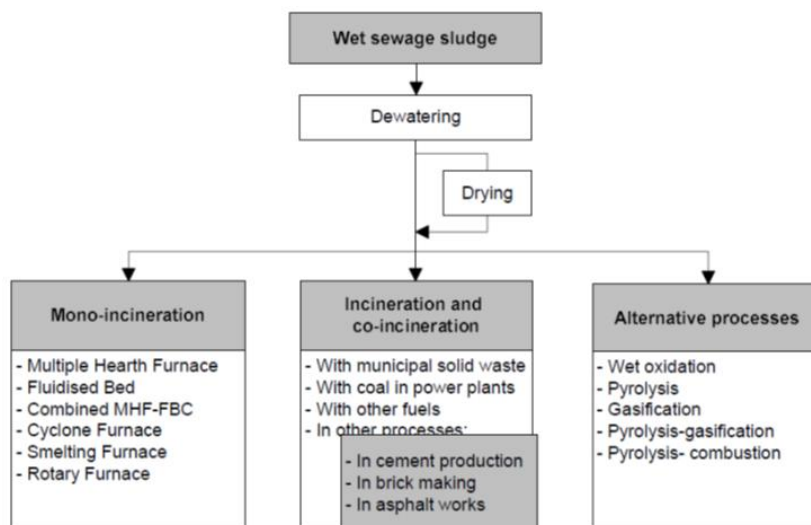 Wet sewage sludge
Dewatering
Drying
Mono-incineration
- Multiple Hearth Furnace
- Fluidised Bed
- Combined MHF-FBC
- Cyclone Furnace
- Smelting Furnace
- Rotary Furnace
Incineration and
co-incineration
- With municipal solid waste
- With coal in power plants
- With other fuels
- In other processes:
- In cement production
- In brick making
- In asphalt works
Alternative processes
- Wet oxidation
- Pyrolysis
- Gasification
- Pyrolysis-gasification
- Pyrolysis- combustion